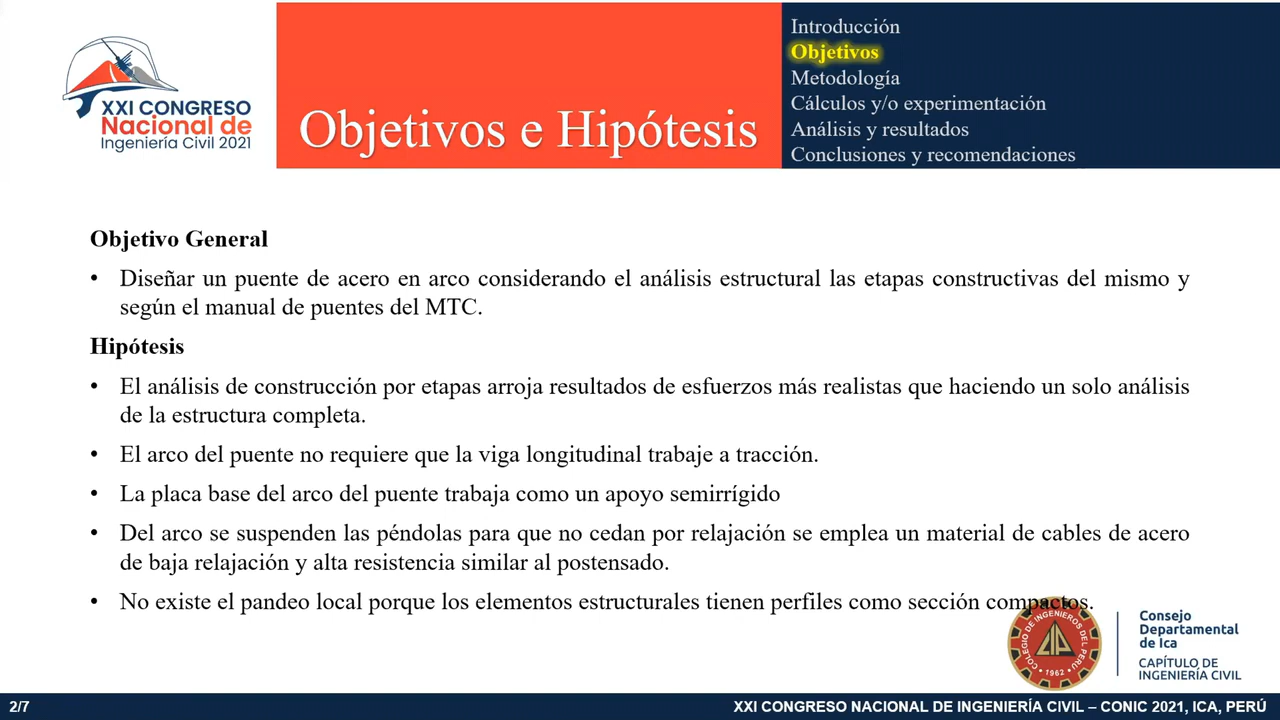 XXI CONGRESO
Nacional de
Ingeniería Civil 2021
Objetivos e Hipótesis
Introducción
Objetivos
Metodología
Cálculos y/o experimentación
Análisis y resultados
Conclusiones y recomendaciones
Objetivo General
• Diseñar un puente de acero en arco considerando el análisis estructural las etapas constructivas del mismo y
según el manual de puentes del MTC.
Hipótesis
• El análisis de construcción por etapas arroja resultados de esfuerzos más realistas que haciendo un solo análisis
de la estructura completa.
• El arco del puente no requiere que la viga longitudinal trabaje a tracción.
• La placa base del arco del puente trabaja como un apoyo semirrígido
• Del arco se suspenden las péndolas para que no cedan por relajación se emplea un material de cables de acero
de baja relajación y alta resistencia similar al postensado.
• No existe el pandeo local porque los elementos estructurales tienen perfiles como sección compactos.
COLEGIO DE INGENIEROS DEL PERÚ
CIP
• 1962 •
Consejo
Departamental
de Ica
CAPÍTULO DE
INGENIERÍA CIVIL
2/7
XXI CONGRESO NACIONAL DE INGENIERÍA CIVIL – CONIC 2021, ICA, PERÚ